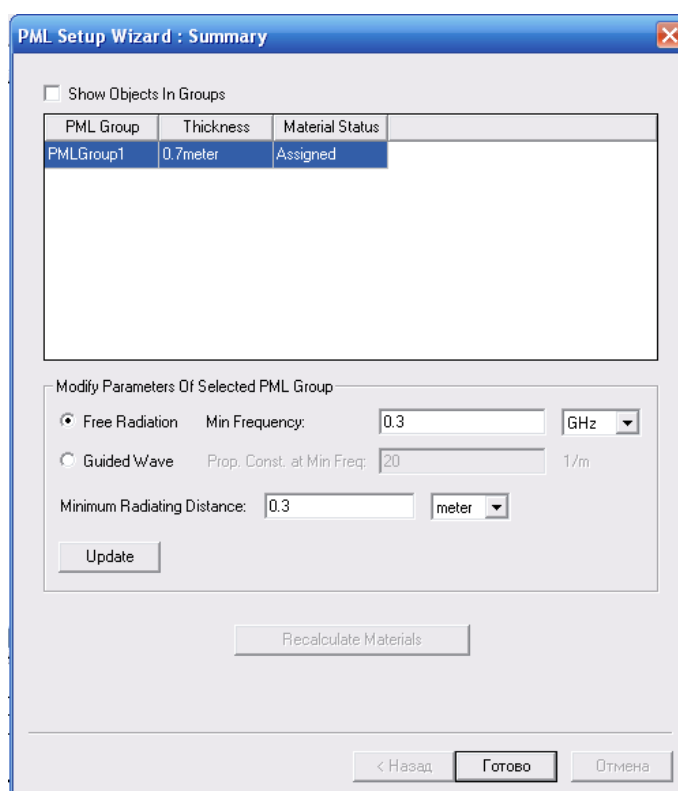 PML Setup Wizard : Summary
Show Objects In Groups
PML Group Thickness Material Status
PMLGroup1 0.7meter Assigned
Modify Parameters Of Selected PML Group
Free Radiation Min Frequency: 0.3 GHz
Guided Wave Prop. Const. at Min Freq: 20 1/m
Minimum Radiating Distance: 0.3 meter
Update
Recalculate Materials
< Назад Готово Отмена